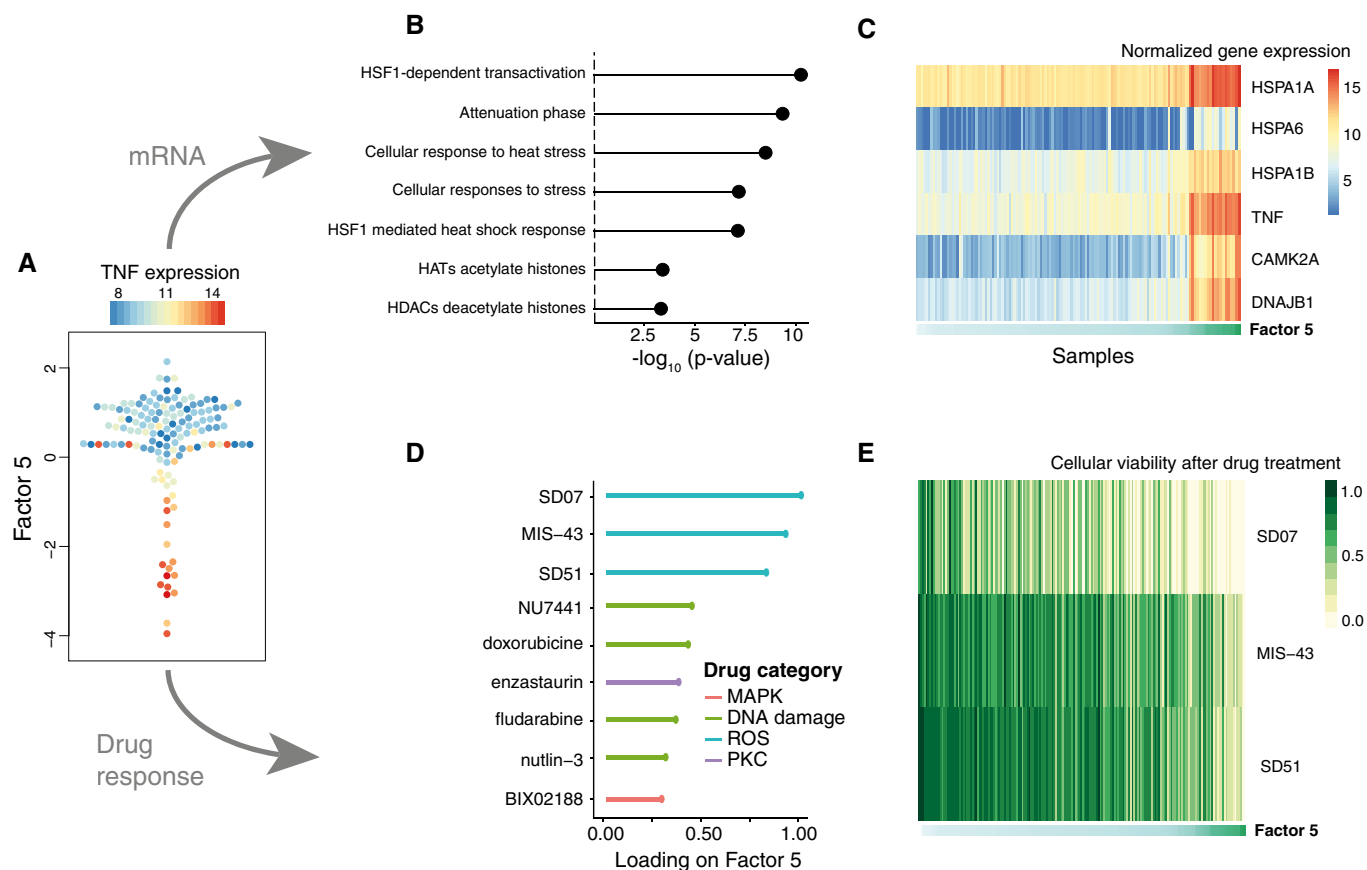 A
TNF expression
8 11 14
Factor 5
2
0
−2
−4
mRNA
Drug
response
B
HSF1-dependent transactivation
Attenuation phase
Cellular response to heat stress
Cellular responses to stress
HSF1 mediated heat shock response
HATs acetylate histones
HDACs deacetylate histones
2.5 5 7.5 10
-log10 (p-value)
C
Normalized gene expression
HSPA1A
HSPA6
HSPA1B
TNF
CAMK2A
DNAJB1
15
10
5
Factor 5
Samples
D
SD07
MIS−43
SD51
NU7441
doxorubicine
enzastaurin
fludarabine
nutlin−3
BIX02188
0.00 0.50 1.00
Loading on Factor 5
Drug category
MAPK
DNA damage
ROS
PKC
E
Cellular viability after drug treatment
SD07
MIS−43
SD51
1.0
0.5
0.0
Factor 5